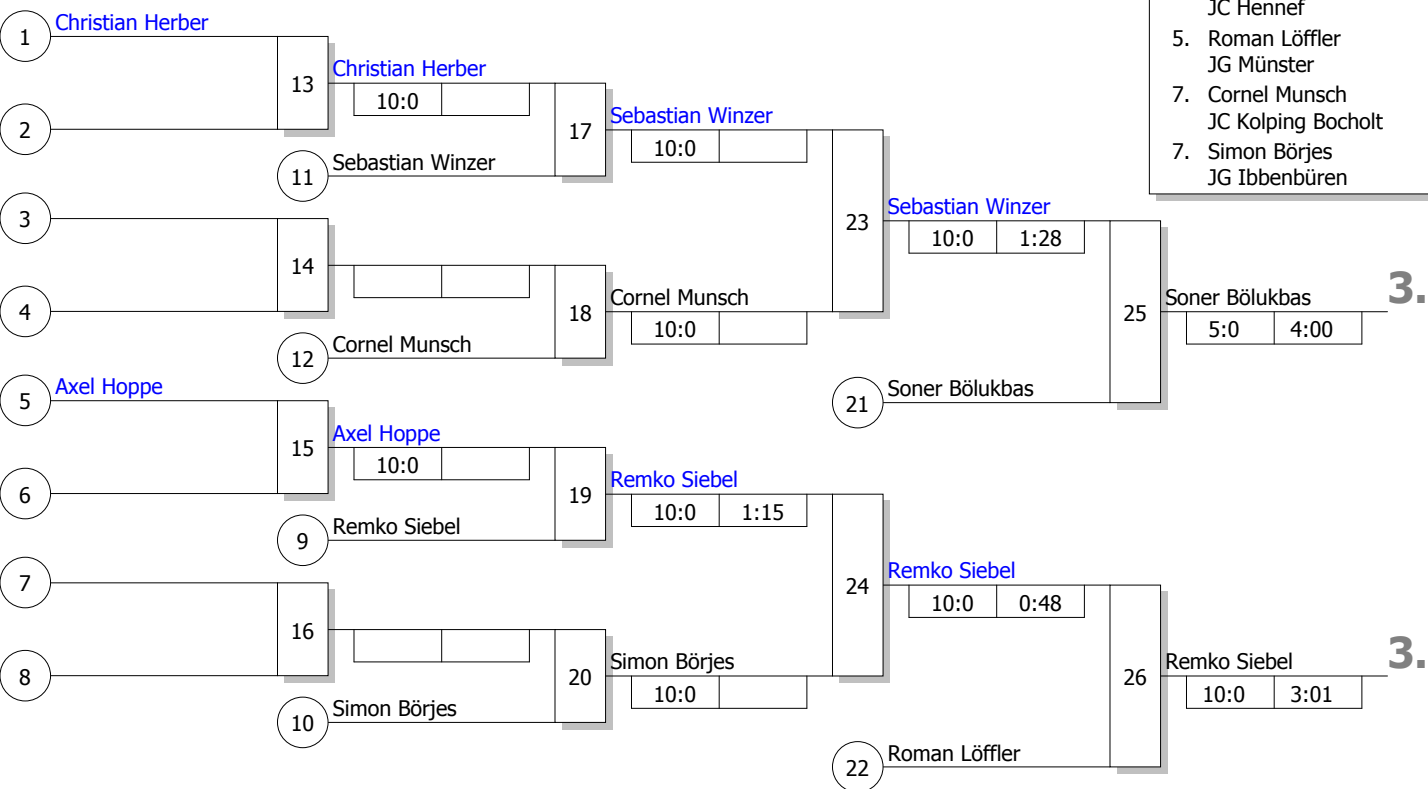 JC Hennef
5. Roman Löffler
JG Münster
7. Cornel Munsch
JC Kolping Bocholt
7. Simon Börjes
JG Ibbenbüren
1 Christian Herber
13 Christian Herber
10:0
2
17 Sebastian Winzer
10:0
11 Sebastian Winzer
3
23 Sebastian Winzer
10:0 1:28
14
4
18 Cornel Munsch
10:0
12 Cornel Munsch
25 Soner Bölukbas 3.
5:0 4:00
5 Axel Hoppe
21 Soner Bölukbas
15 Axel Hoppe
10:0
6
19 Remko Siebel
10:0 1:15
9 Remko Siebel
7
24 Remko Siebel
10:0 0:48
16
8
20 Simon Börjes
10:0
10 Simon Börjes
26 Remko Siebel 3.
10:0 3:01
22 Roman Löffler